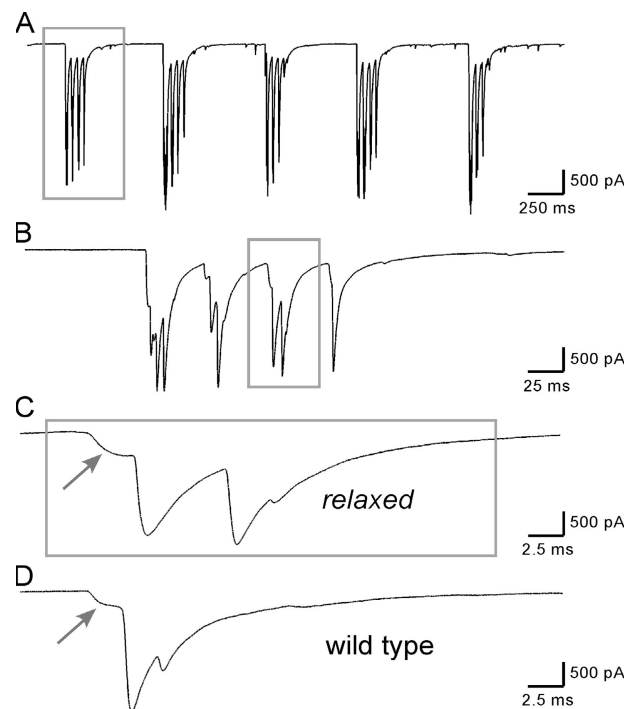 A
500 pA
250 ms
B
500 pA
25 ms
C
relaxed
500 pA
2.5 ms
D
wild type
500 pA
2.5 ms